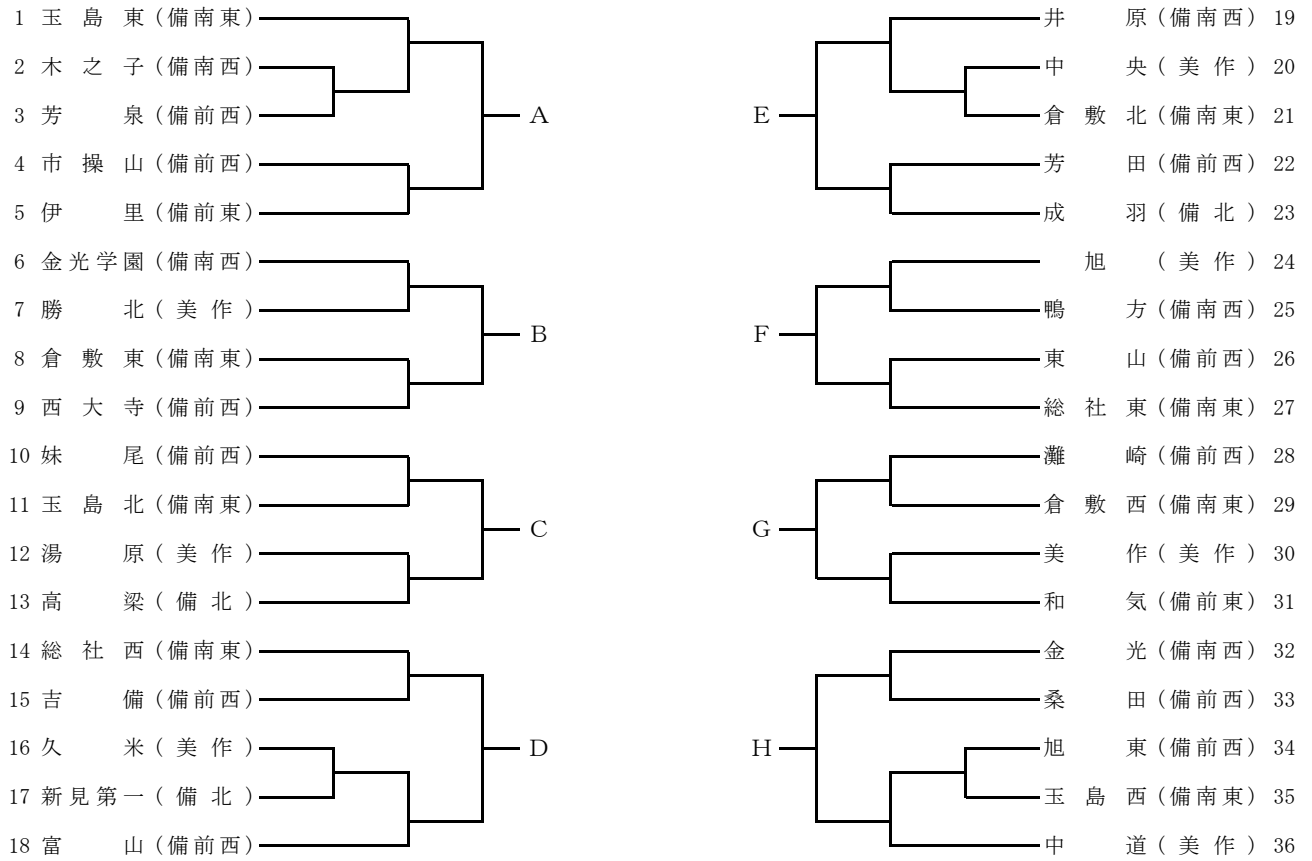 1 玉島東(備南東)
2 木之子(備南西)
3 芳泉(備前西)
A
4 市操山(備前西)
5 伊里(備前東)
6 金光学園(備南西)
7 勝北(美作)
B
8 倉敷東(備南東)
9 西大寺(備前西)
10 妹尾(備前西)
11 玉島北(備南東)
C
12 湯原(美作)
13 高梁(備北)
14 総社西(備南東)
15 吉備(備前西)
16 久米(美作)
D
17 新見第一(備北)
18 富山(備前西)
井原(備南西) 19
中央(美作) 20
E
倉敷北(備南東) 21
芳田(備前西) 22
成羽(備北) 23
旭(美作) 24
鴨方(備南西) 25
F
東山(備前西) 26
総社東(備南東) 27
灘崎(備前西) 28
倉敷西(備南東) 29
G
美作(美作) 30
和気(備前東) 31
金光(備南西) 32
桑田(備前西) 33
H
旭東(備前西) 34
玉島西(備南東) 35
中道(美作) 36